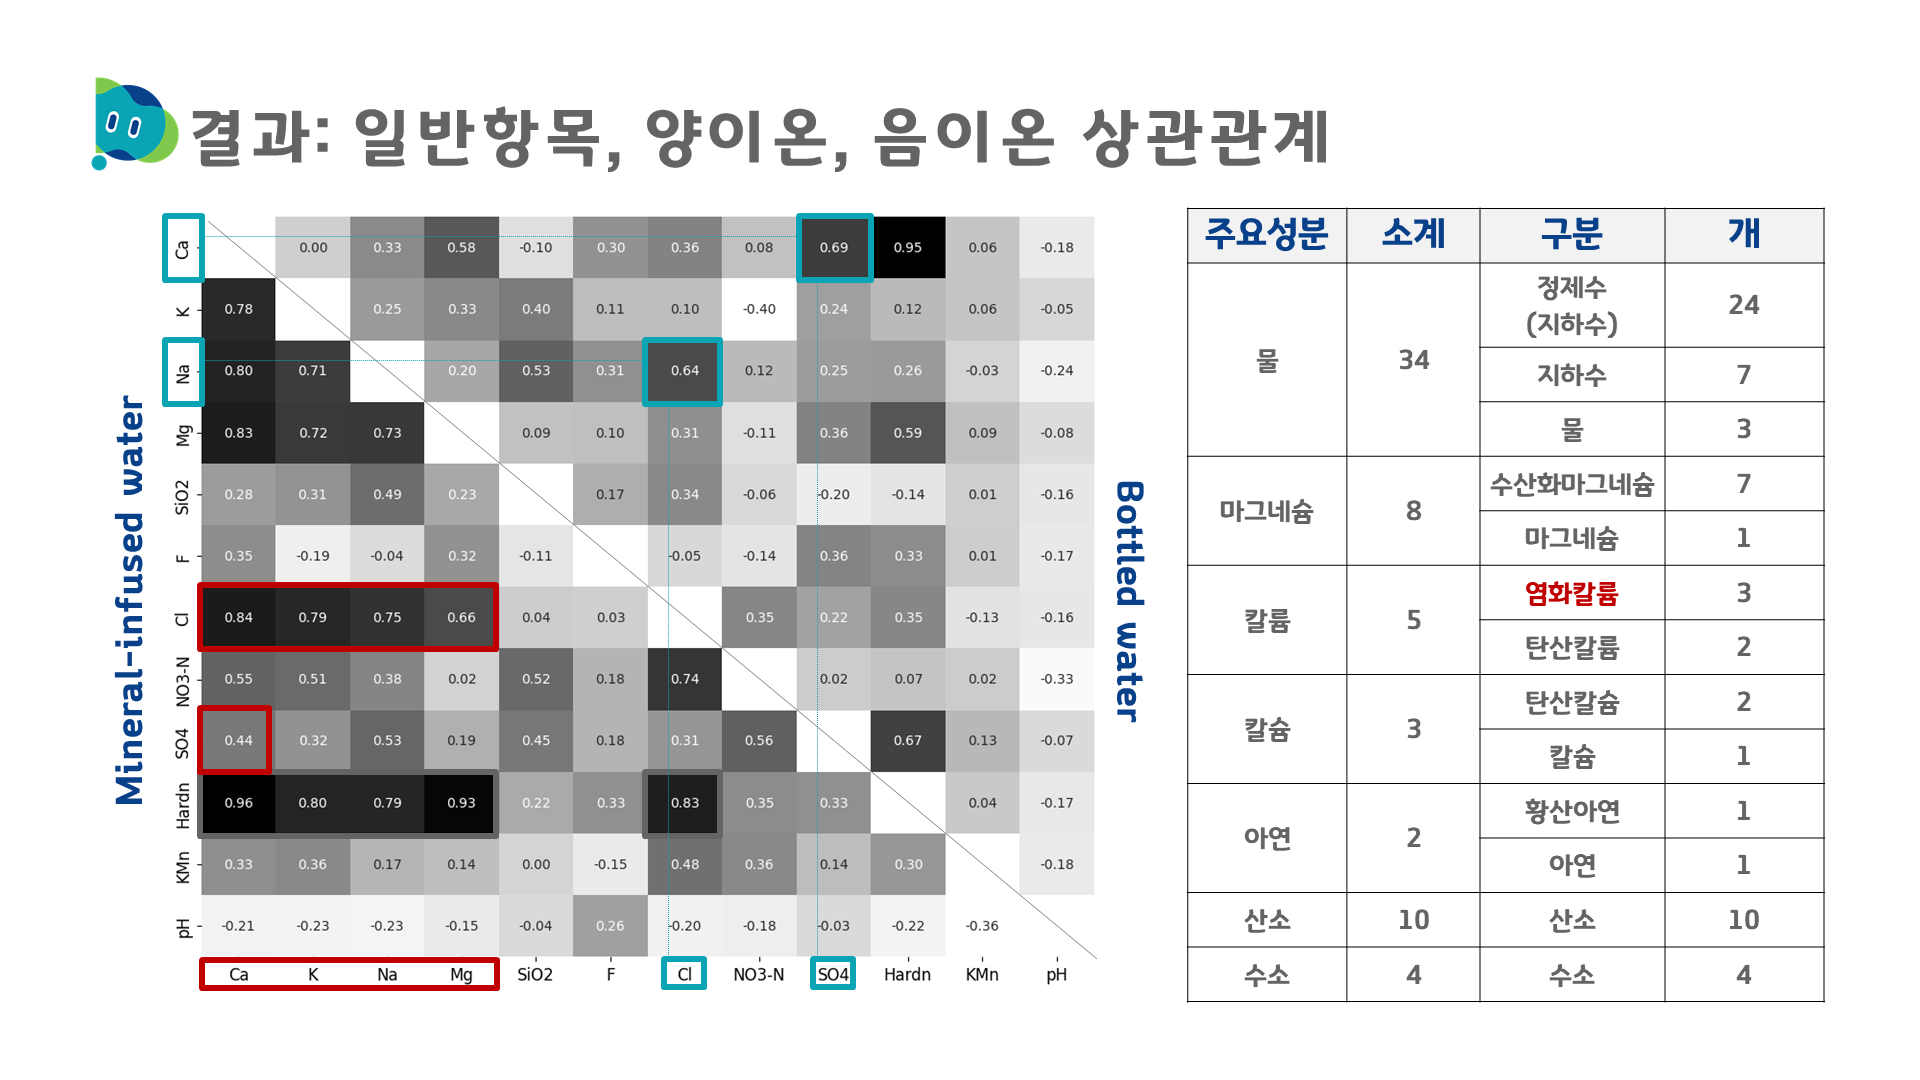 결과: 일반항목, 양이온, 음이온 상관관계
Mineral-infused water
Bottled water
Ca 0.00 0.33 0.58 -0.10 0.30 0.36 0.08 0.69 0.95 0.06 -0.18
K 0.78 0.25 0.33 0.40 0.11 0.10 -0.40 0.24 0.12 0.06 -0.05
Na 0.80 0.71 0.20 0.53 0.31 0.64 0.12 0.25 0.26 -0.03 -0.24
Mg 0.83 0.72 0.73 0.09 0.10 0.31 -0.11 0.36 0.59 0.09 -0.08
SiO2 0.28 0.31 0.49 0.23 0.17 0.34 -0.06 -0.20 -0.14 0.01 -0.16
F 0.35 -0.19 -0.04 0.32 -0.11 -0.05 -0.14 0.36 0.33 0.01 -0.17
Cl 0.84 0.79 0.75 0.66 0.04 0.03 0.35 0.22 0.35 -0.13 -0.16
NO3-N 0.55 0.51 0.38 0.02 0.52 0.18 0.74 0.02 0.07 0.02 -0.33
SO4 0.44 0.32 0.53 0.19 0.45 0.18 0.31 0.56 0.67 0.13 -0.07
Hardn 0.96 0.80 0.79 0.93 0.22 0.33 0.83 0.35 0.33 0.04 -0.17
KMn 0.33 0.36 0.17 0.14 0.00 -0.15 0.48 0.36 0.14 0.30 -0.18
pH -0.21 -0.23 -0.23 -0.15 -0.04 0.26 -0.20 -0.18 -0.03 -0.22 -0.36
Ca K Na Mg SiO2 F Cl NO3-N SO4 Hardn KMn pH
주요성분 소계 구분 개
물 34 정제수
(지하수) 24
지하수 7
물 3
마그네슘 8 수산화마그네슘 7
마그네슘 1
칼륨 5 염화칼륨 3
탄산칼륨 2
칼슘 3 탄산칼슘 2
칼슘 1
아연 2 황산아연 1
아연 1
산소 10 산소 10
수소 4 수소 4